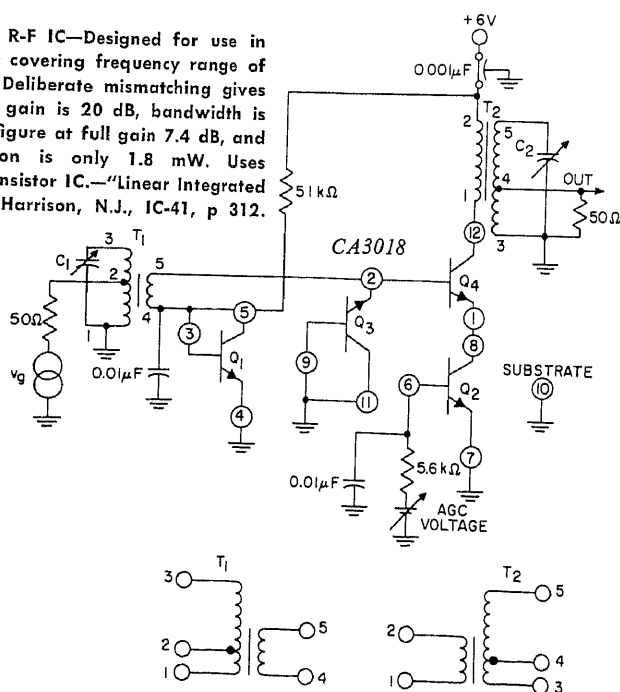 R-F IC—Designed for use in
covering frequency range of
Deliberate mismatching gives
gain is 20 dB, bandwidth is
igure at full gain 7.4 dB, and
on is only 1.8 mW. Uses
nsistor IC.—"Linear Integrated
Harrison, N.J., IC-41, p 312.
+6V
0.001µF
T2
2
5
C2
51kΩ
OUT
4
1
50Ω
3
12
CA3018
T1
3
C1
2
5
2
Q4
4
5
1
1
50Ω
3
Q1
Q3
8
9
SUBSTRATE
vg
0.01µF
6
Q2
10
4
11
7
5.6kΩ
0.01µF
AGC
VOLTAGE
T1
T2
3
5
5
2
2
4
1
4
1
3